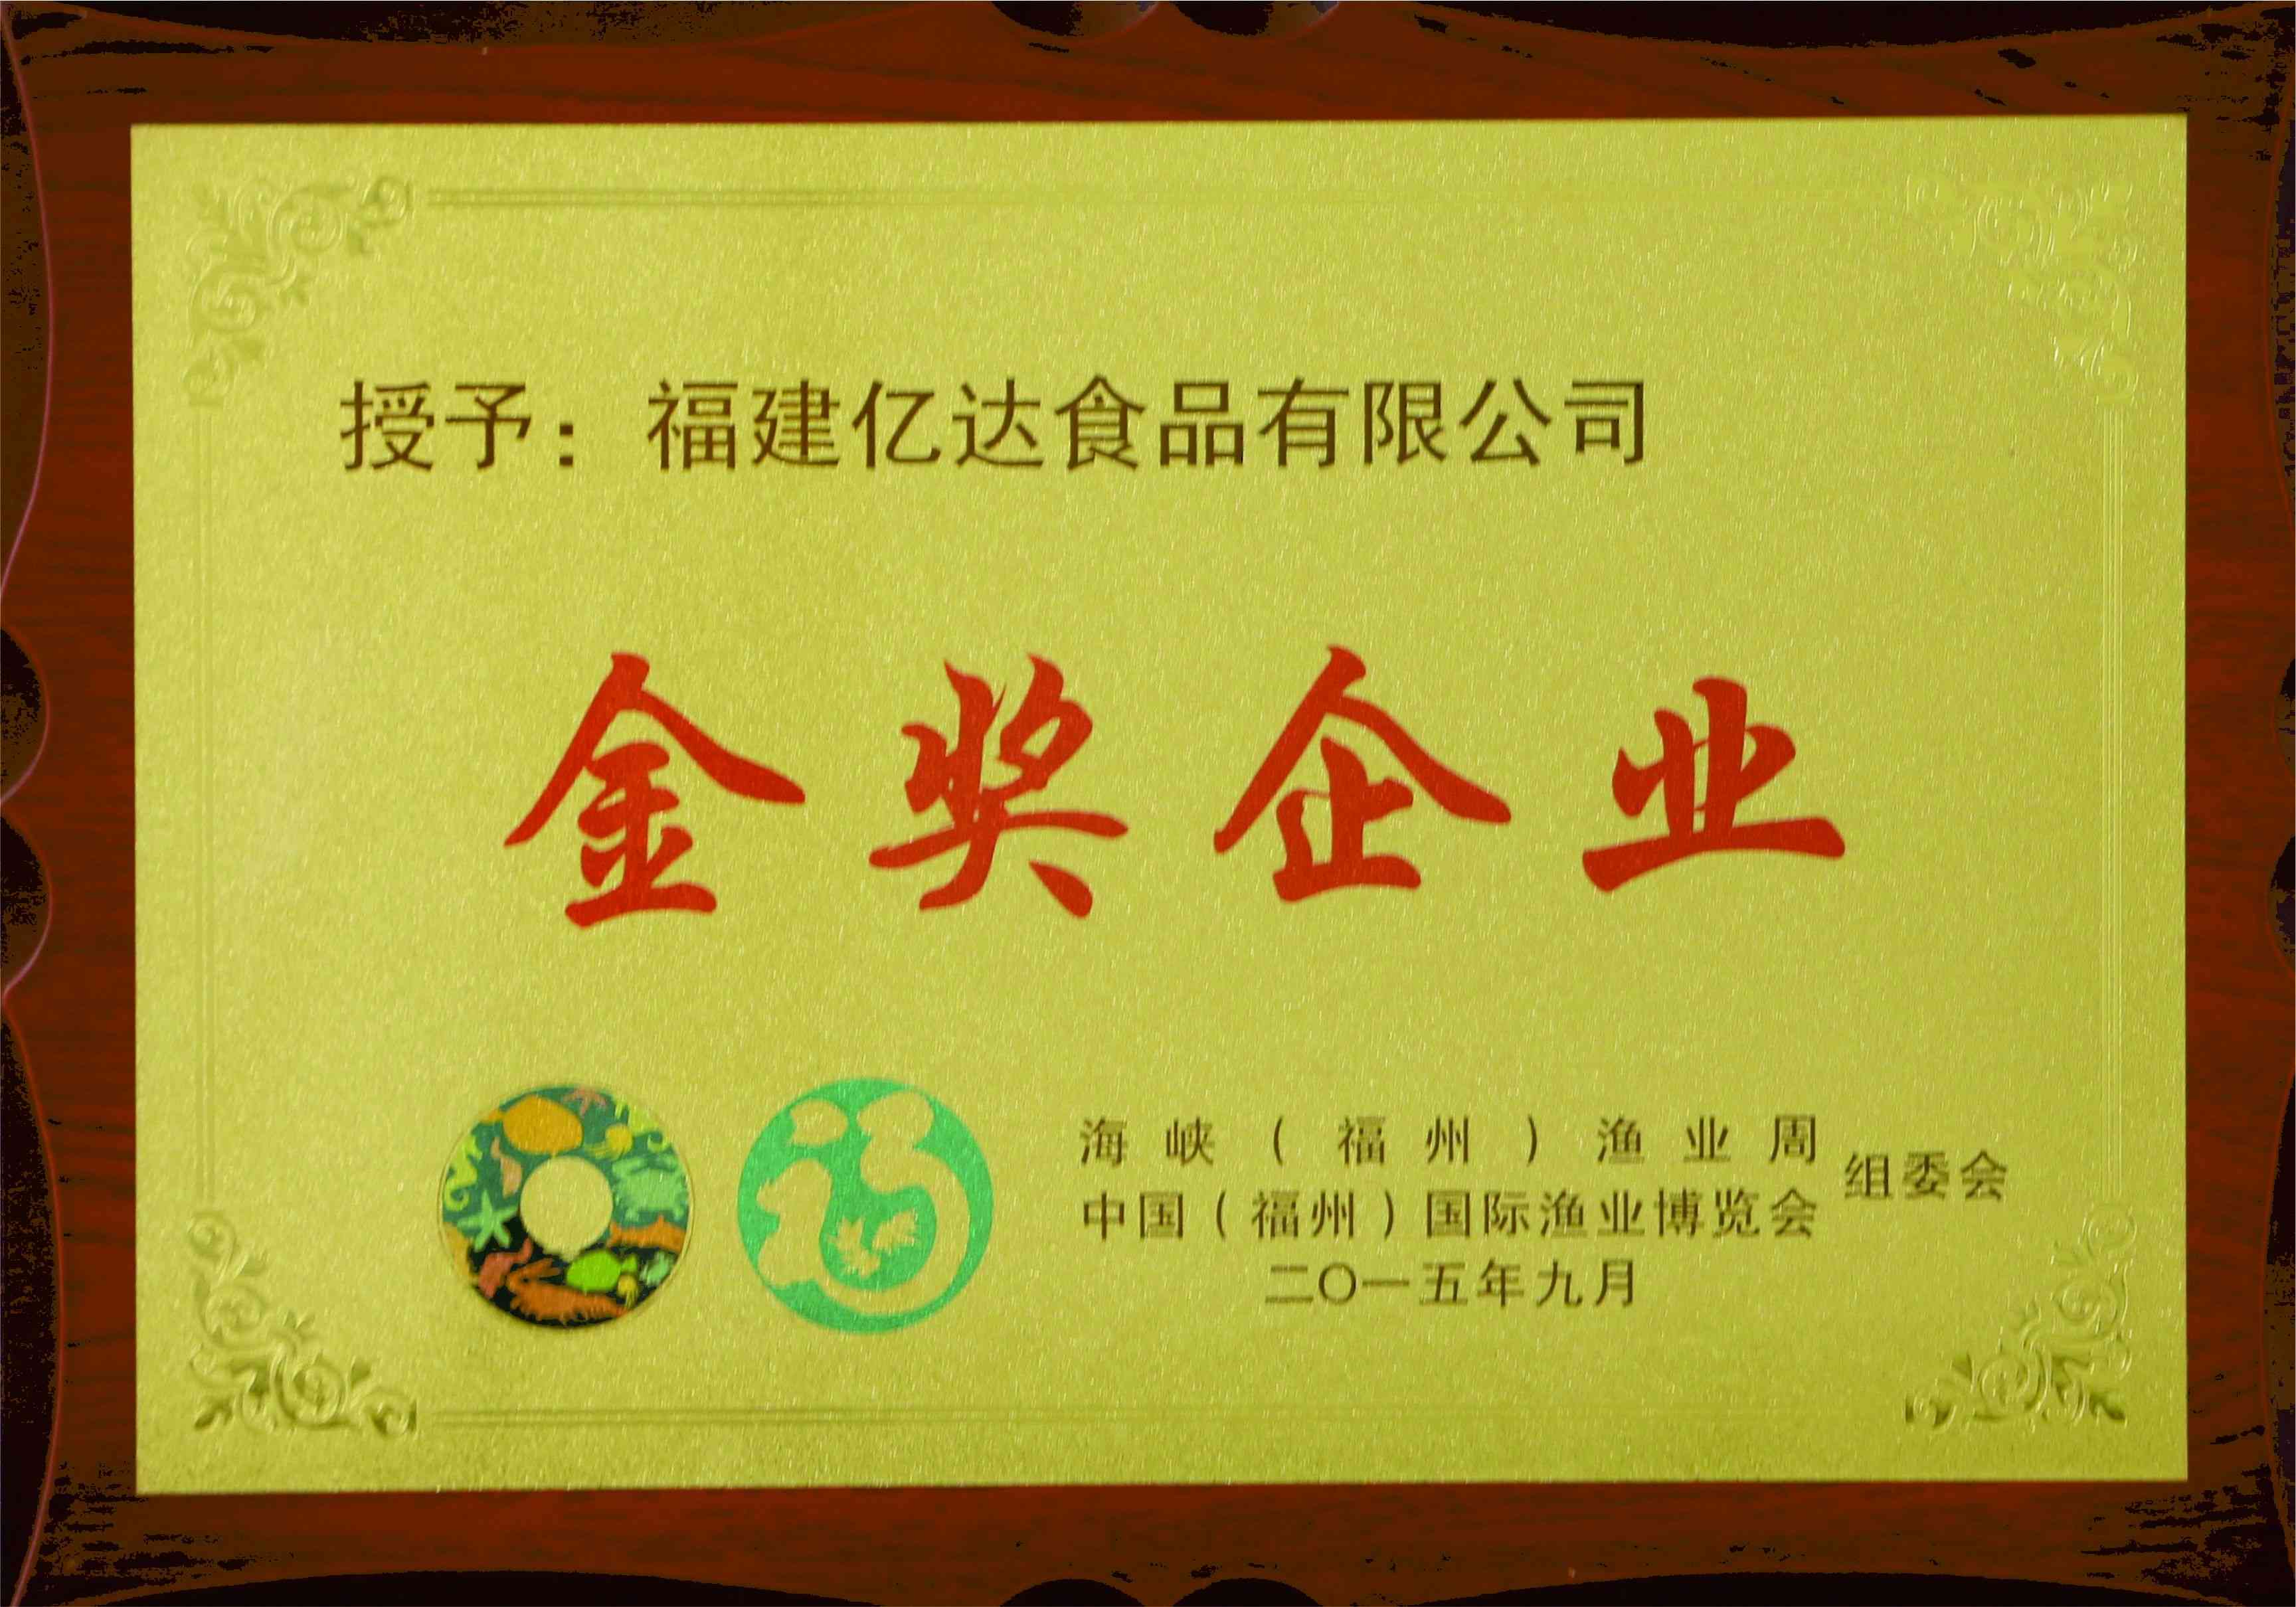 授予：福建亿达食品有限公司
金奖企业
海峡（福州）渔业周
中国（福州）国际渔业博览会 组委会
二〇一五年九月